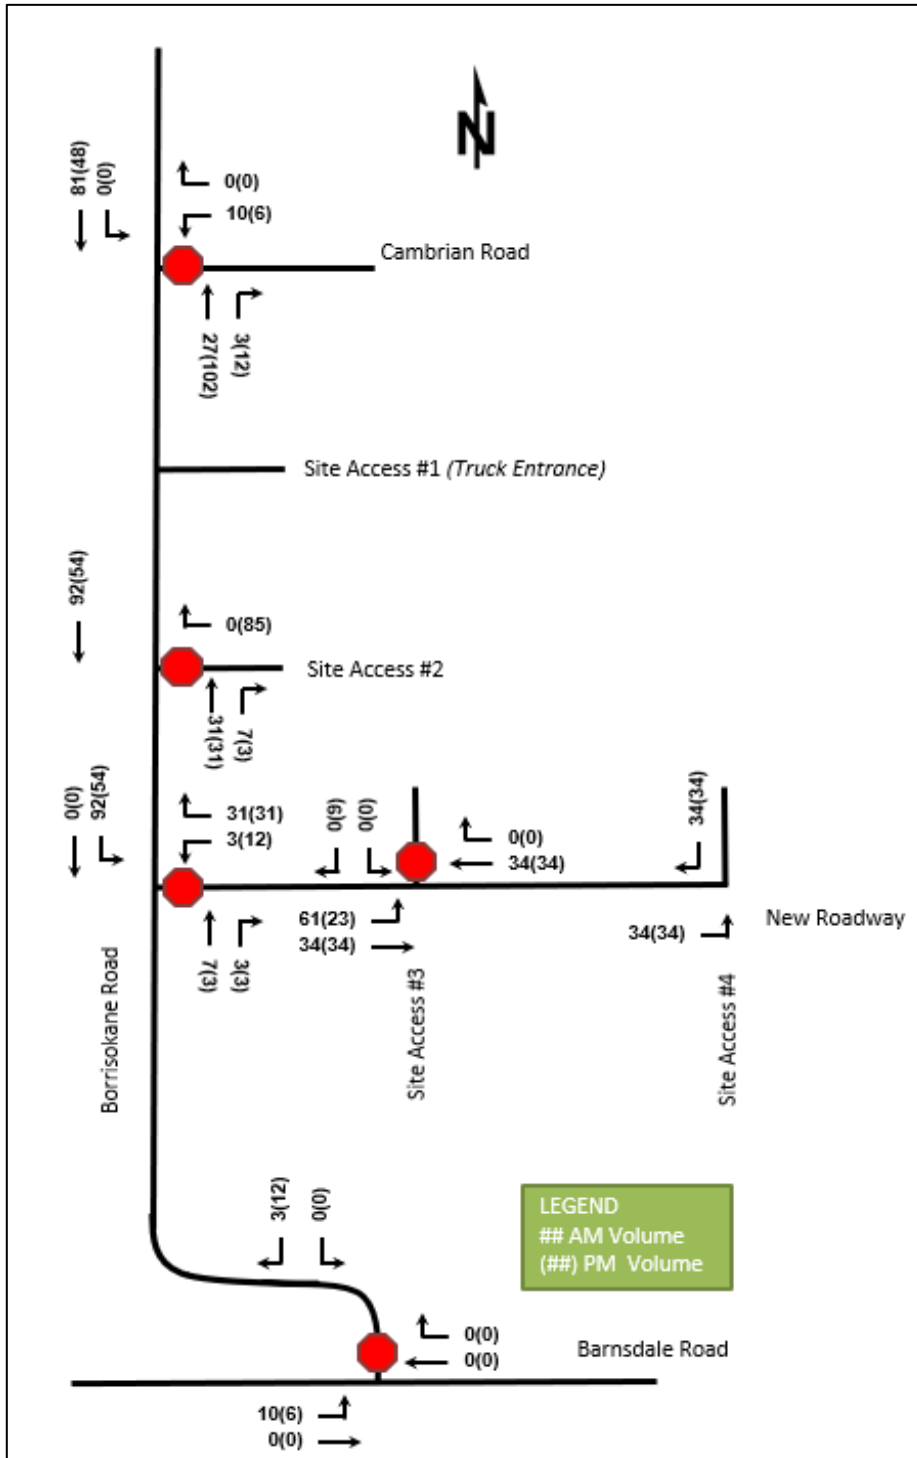 N
81(48)
0(0)
0(0)
10(6)
Cambrian Road
27(102)
3(12)
Site Access #1 (Truck Entrance)
92(54)
0(85)
Site Access #2
31(31)
7(3)
0(0)
92(54)
31(31)
3(12)
0(9)
0(0)
0(0)
34(34)
34(34)
61(23)
34(34)
34(34)
New Roadway
7(3)
3(3)
Borrisokane Road
Site Access #3
Site Access #4
3(12)
0(0)
LEGEND
## AM Volume
(##) PM Volume
0(0)
0(0)
Barnsdale Road
10(6)
0(0)